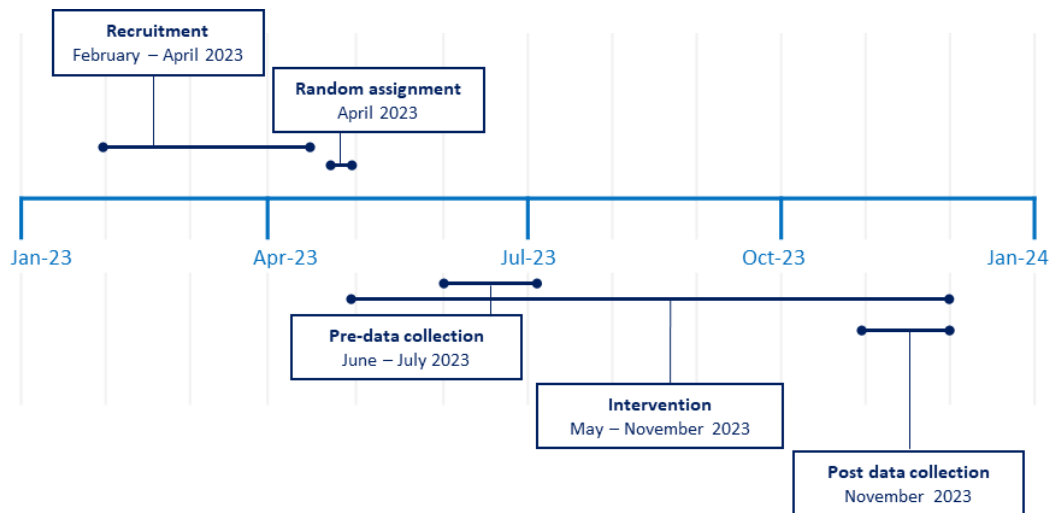 Recruitment
February – April 2023
Random assignment
April 2023
Jan-23
Apr-23
Jul-23
Oct-23
Jan-24
Pre-data collection
June – July 2023
Intervention
May – November 2023
Post data collection
November 2023